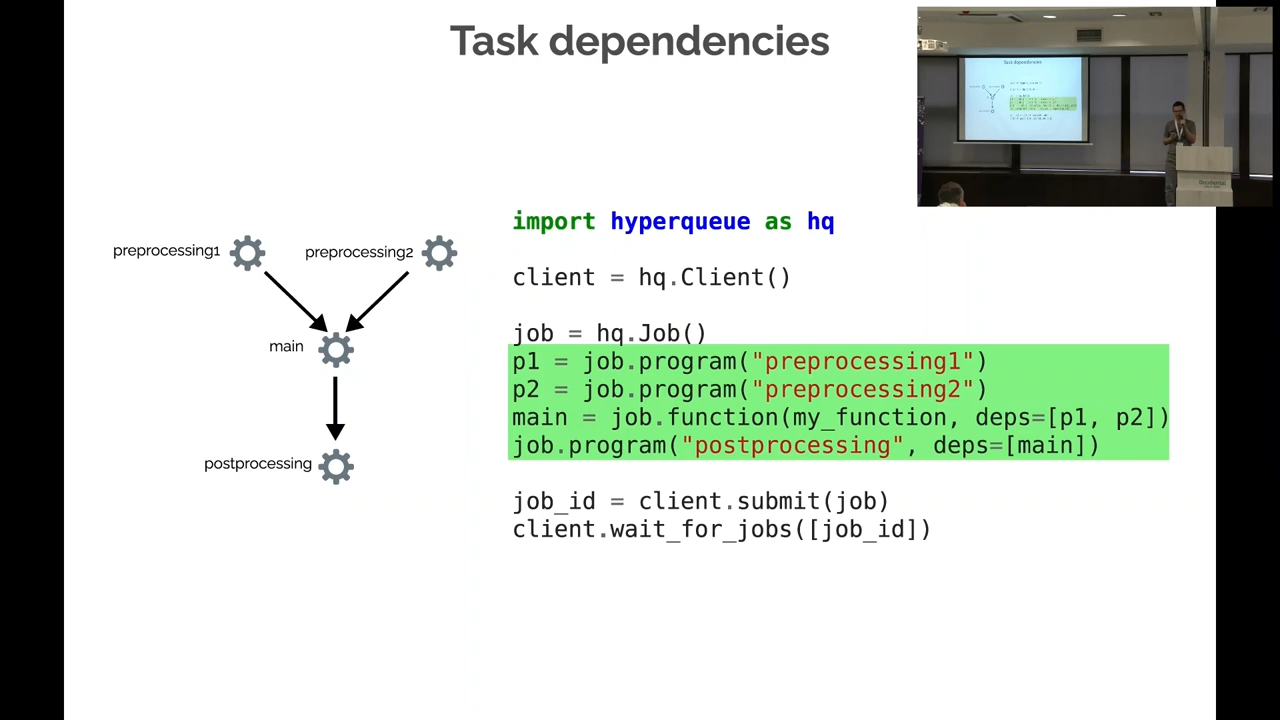 Task dependencies
preprocessing1
preprocessing2
main
postprocessing
import hyperqueue as hq
client = hq.Client()
job = hq.Job()
p1 = job.program("preprocessing1")
p2 = job.program("preprocessing2")
main = job.function(my_function, deps=[p1, p2])
job.program("postprocessing", deps=[main])
job_id = client.submit(job)
client.wait_for_jobs([job_id])
Task dependencies